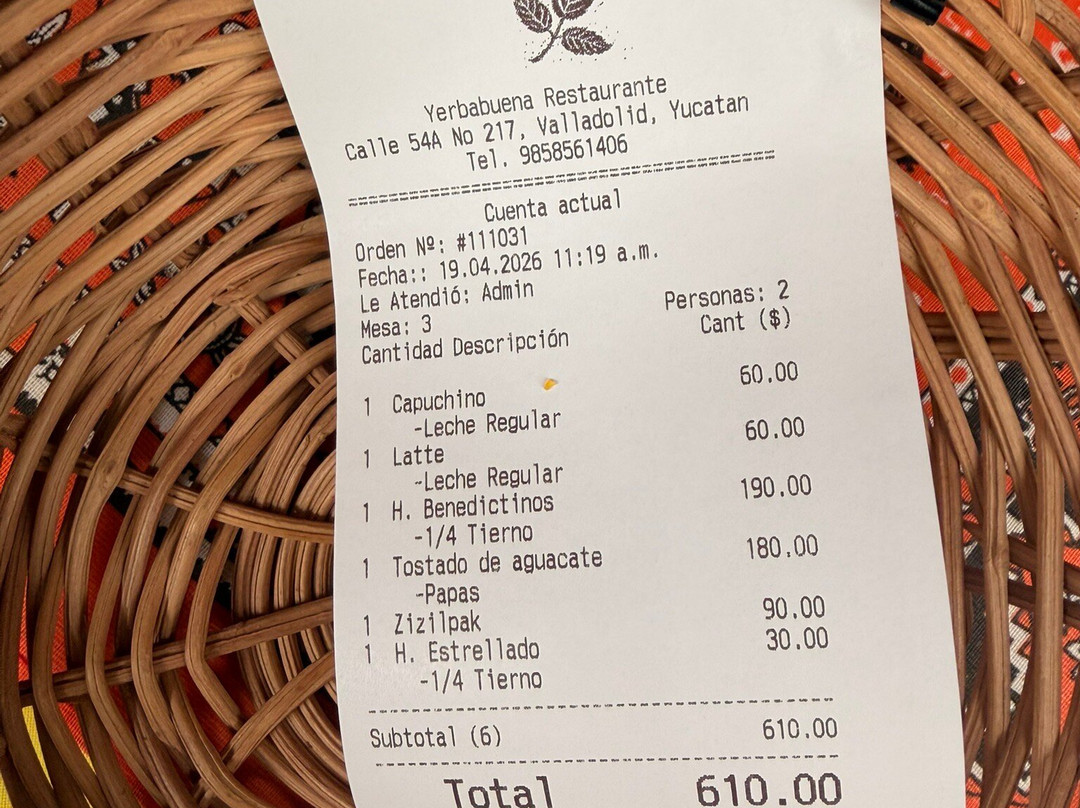 Yerbabuena Restaurante
Calle 54A No 217, Valladolid, Yucatan
Tel. 9858561406
Cuenta actual
Orden Nº: #111031
Fecha:: 19.04.2026 11:19 a.m.
Le Atendió: Admin
Mesa: 3 Personas: 2
Cantidad Descripción Cant ($)
1 Capuchino 60.00
-Leche Regular
1 Latte 60.00
-Leche Regular
1 H. Benedictinos 190.00
-1/4 Tierno
1 Tostado de aguacate 180.00
-Papas
1 Zizilpak 90.00
1 H. Estrellado 30.00
-1/4 Tierno
Subtotal (6) 610.00
Total 610.00